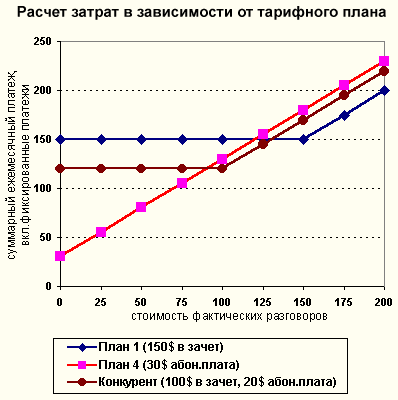 Расчет затрат в зависимости от тарифного плана
суммарный ежемесячный платеж,
вкл.фиксированные платежи
250
200
150
100
50
0
0 25 50 75 100 125 150 175 200
стоимость фактических разговоров
План 1 (150$ в зачет)
План 4 (30$ абон.плата)
Конкурент (100$ в зачет, 20$ абон.плата)